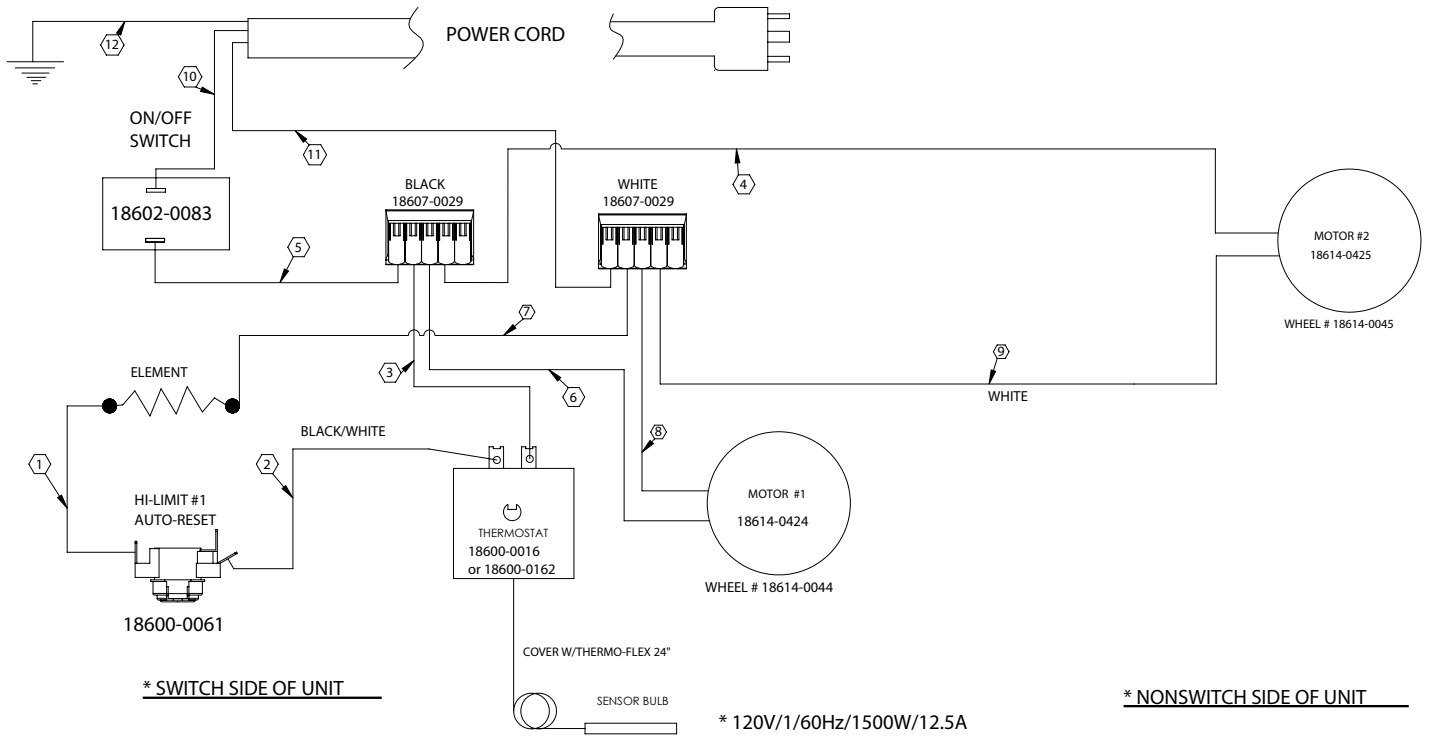 POWER CORD
12
10
ON/OFF
SWITCH
11
4
BLACK
18607-0029
WHITE
18607-0029
18602-0083
5
MOTOR #2
18614-0425
WHEEL # 18614-0045
7
3
6
9
WHITE
ELEMENT
BLACK/WHITE
8
1
2
HI-LIMIT #1
AUTO-RESET
MOTOR #1
18614-0424
THERMOSTAT
18600-0016
or 18600-0162
WHEEL # 18614-0044
18600-0061
COVER W/THERMO-FLEX 24"
* SWITCH SIDE OF UNIT
SENSOR BULB
* NONSWITCH SIDE OF UNIT
* 120V/1/60Hz/1500W/12.5A